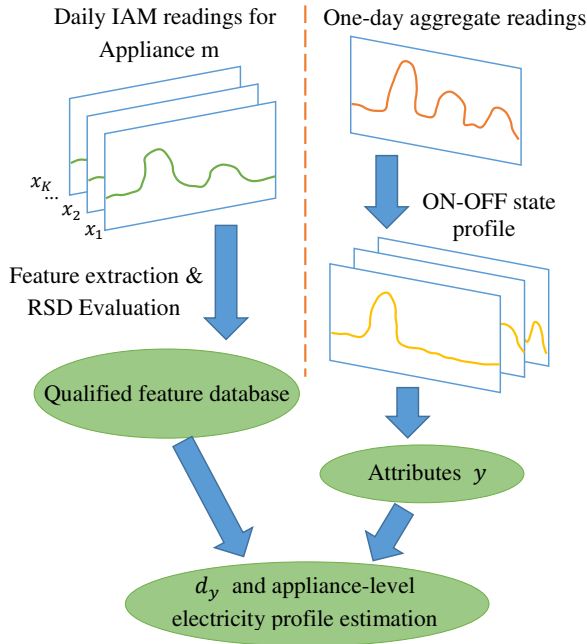 Daily IAM readings for
Appliance m
One-day aggregate readings
x_K
...
x_2
x_1
ON-OFF state
profile
Feature extraction &
RSD Evaluation
Qualified feature database
Attributes y
d_y and appliance-level
electricity profile estimation